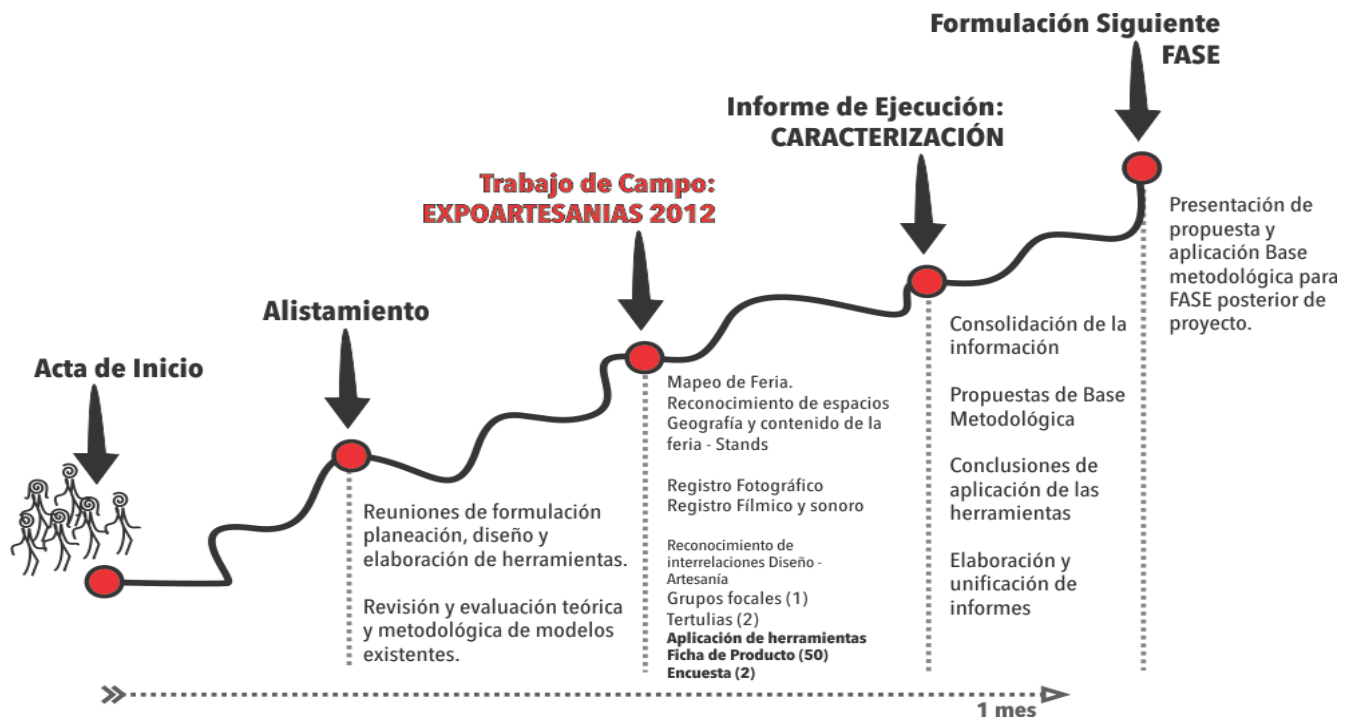 Acta de Inicio
Alistamiento
Reuniones de formulación
planeación, diseño y
elaboración de herramientas.
Revisión y evaluación teórica
y metodológica de modelos
existentes.
Trabajo de Campo:
EXPOARTESANIAS 2012
Mapeo de Feria.
Reconocimiento de espacios
Geografía y contenido de la
feria - Stands
Registro Fotográfico
Registro Fílmico y sonoro
Reconocimiento de
interrelaciones Diseño -
Artesanía
Grupos focales (1)
Tertulias (2)
Aplicación de herramientas
Ficha de Producto (50)
Encuesta (2)
Informe de Ejecución:
CARACTERIZACIÓN
Consolidación de la
información
Propuestas de Base
Metodológica
Conclusiones de
aplicación de las
herramientas
Elaboración y
unificación de
informes
Formulación Siguiente
FASE
Presentación de
propuesta y
aplicación Base
metodológica para
FASE posterior de
proyecto.
1 mes